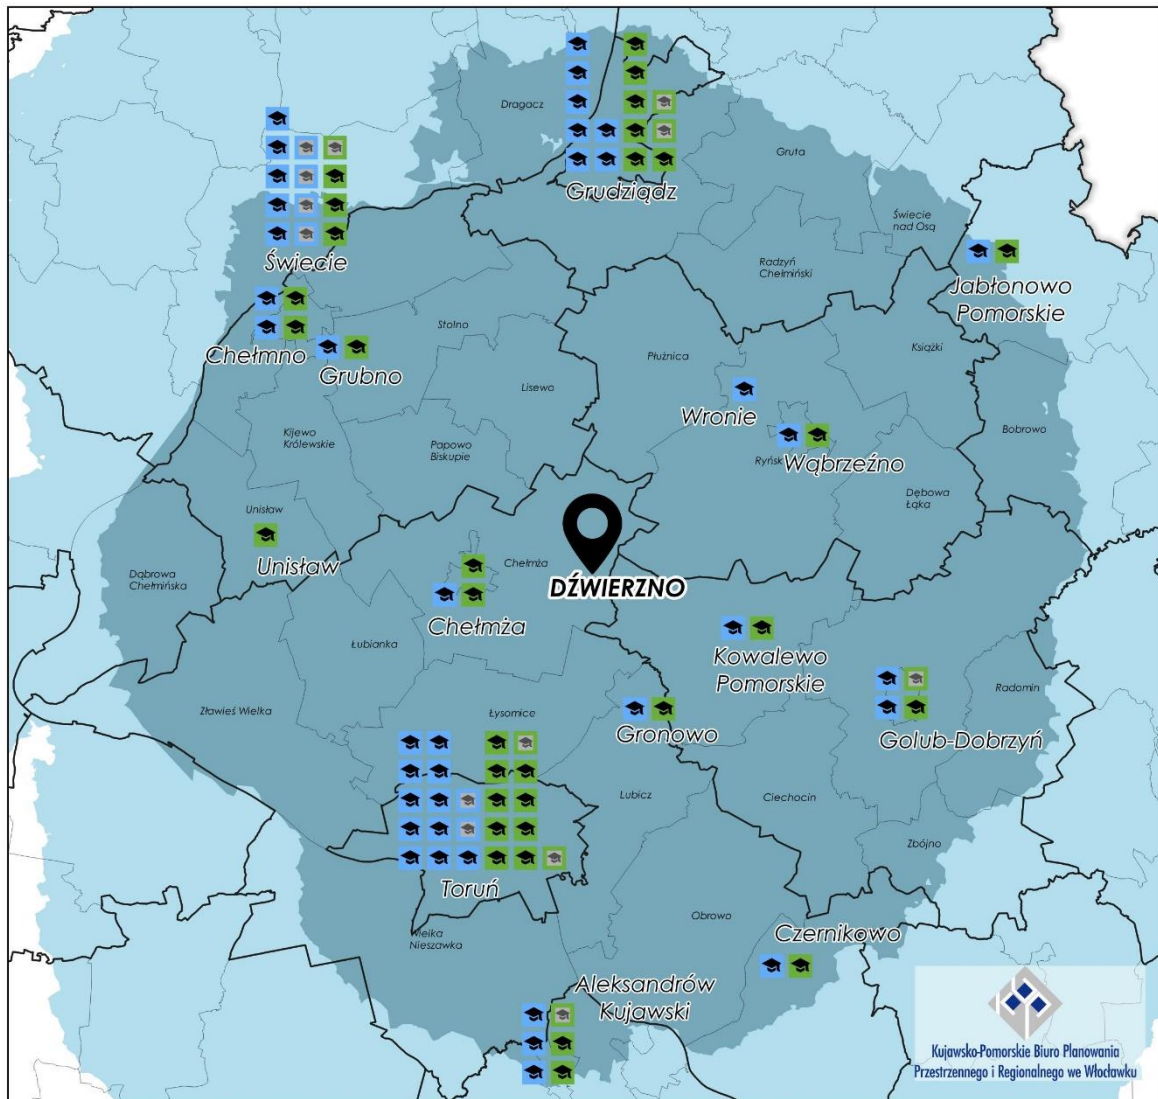 Dragacz
Grudziądz
Gruta
Świecie
nad Osą
Świecie
Radzyń
Chełmiński
Jabłonowo
Pomorskie
Chełmno
Grubno
Stolno
Płużnica
Książki
Lisewo
Wronie
Kijewo
Królewskie
Papowo
Biskupie
Bobrowo
Ryńsk
Wąbrzeźno
Dębowa
Łąka
Unisław
Unisław
Dąbrowa
Chełmińska
Chełmża
DŹWIERZNO
Chełmża
Łubianka
Kowalewo
Pomorskie
Radomin
Zławieś Wielka
Łysomice
Gronowo
Golub-Dobrzyń
Lubicz
Ciechocin
Zbójno
Toruń
Obrowo
Wielka
Nieszawka
Czernikowo
Aleksandrów
Kujawski
Kujawsko-Pomorskie Biuro Planowania
Przestrzennego i Regionalnego we Włocławku